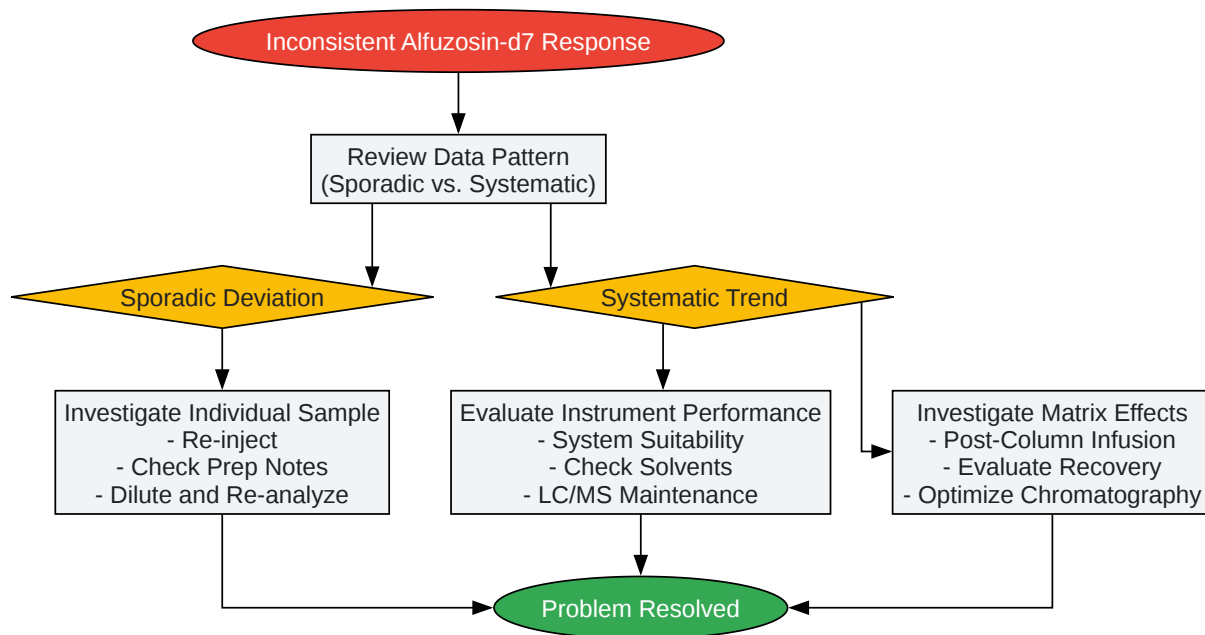 Inconsistent Alfuzosin-d7 Response
Review Data Pattern
(Sporadic vs. Systematic)
Sporadic Deviation
Systematic Trend
Investigate Individual Sample
- Re-inject
- Check Prep Notes
- Dilute and Re-analyze
Evaluate Instrument Performance
- System Suitability
- Check Solvents
- LC/MS Maintenance
Investigate Matrix Effects
- Post-Column Infusion
- Evaluate Recovery
- Optimize Chromatography
Problem Resolved